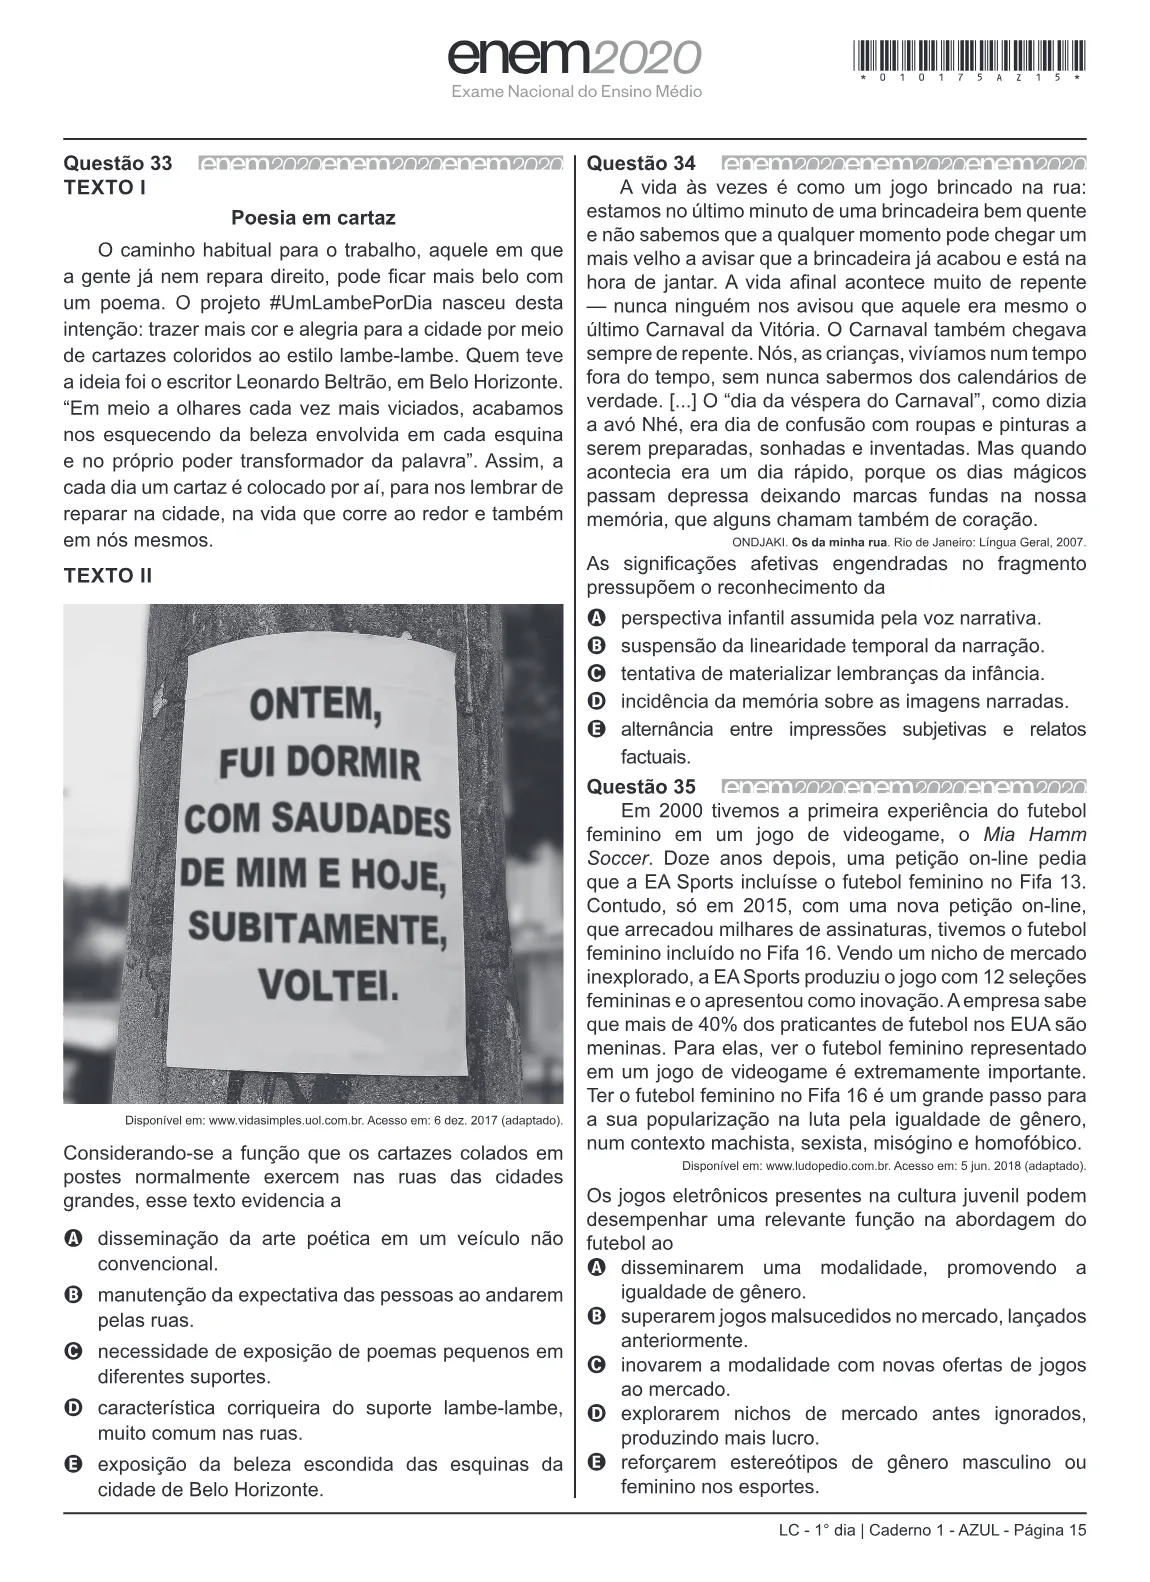 enem2020
Exame Nacional do Ensino Médio
*010175AZ15*
Questão 33 enem2020enem2020enem2020
TEXTO I
Poesia em cartaz
O caminho habitual para o trabalho, aquele em que
a gente já nem repara direito, pode ficar mais belo com
um poema. O projeto #UmLambePorDia nasceu desta
intenção: trazer mais cor e alegria para a cidade por meio
de cartazes coloridos ao estilo lambe-lambe. Quem teve
a ideia foi o escritor Leonardo Beltrão, em Belo Horizonte.
“Em meio a olhares cada vez mais viciados, acabamos
nos esquecendo da beleza envolvida em cada esquina
e no próprio poder transformador da palavra”. Assim, a
cada dia um cartaz é colocado por aí, para nos lembrar de
reparar na cidade, na vida que corre ao redor e também
em nós mesmos.
TEXTO II
ONTEM,
FUI DORMIR
COM SAUDADES
DE MIM E HOJE,
SUBITAMENTE,
VOLTEI.
Disponível em: www.vidasimples.uol.com.br. Acesso em: 6 dez. 2017 (adaptado).
Considerando-se a função que os cartazes colados em
postes normalmente exercem nas ruas das cidades
grandes, esse texto evidencia a
A disseminação da arte poética em um veículo não
convencional.
B manutenção da expectativa das pessoas ao andarem
pelas ruas.
C necessidade de exposição de poemas pequenos em
diferentes suportes.
D característica corriqueira do suporte lambe-lambe,
muito comum nas ruas.
E exposição da beleza escondida das esquinas da
cidade de Belo Horizonte.
Questão 34 enem2020enem2020enem2020
A vida às vezes é como um jogo brincado na rua:
estamos no último minuto de uma brincadeira bem quente
e não sabemos que a qualquer momento pode chegar um
mais velho a avisar que a brincadeira já acabou e está na
hora de jantar. A vida afinal acontece muito de repente
— nunca ninguém nos avisou que aquele era mesmo o
último Carnaval da Vitória. O Carnaval também chegava
sempre de repente. Nós, as crianças, vivíamos num tempo
fora do tempo, sem nunca sabermos dos calendários de
verdade. [...] O “dia da véspera do Carnaval”, como dizia
a avó Nhé, era dia de confusão com roupas e pinturas a
serem preparadas, sonhadas e inventadas. Mas quando
acontecia era um dia rápido, porque os dias mágicos
passam depressa deixando marcas fundas na nossa
memória, que alguns chamam também de coração.
ONDJAKI. Os da minha rua. Rio de Janeiro: Língua Geral, 2007.
As significações afetivas engendradas no fragmento
pressupõem o reconhecimento da
A perspectiva infantil assumida pela voz narrativa.
B suspensão da linearidade temporal da narração.
C tentativa de materializar lembranças da infância.
D incidência da memória sobre as imagens narradas.
E alternância entre impressões subjetivas e relatos
factuais.
Questão 35 enem2020enem2020enem2020
Em 2000 tivemos a primeira experiência do futebol
feminino em um jogo de videogame, o Mia Hamm
Soccer. Doze anos depois, uma petição on-line pedia
que a EA Sports incluísse o futebol feminino no Fifa 13.
Contudo, só em 2015, com uma nova petição on-line,
que arrecadou milhares de assinaturas, tivemos o futebol
feminino incluído no Fifa 16. Vendo um nicho de mercado
inexplorado, a EA Sports produziu o jogo com 12 seleções
femininas e o apresentou como inovação. A empresa sabe
que mais de 40% dos praticantes de futebol nos EUA são
meninas. Para elas, ver o futebol feminino representado
em um jogo de videogame é extremamente importante.
Ter o futebol feminino no Fifa 16 é um grande passo para
a sua popularização na luta pela igualdade de gênero,
num contexto machista, sexista, misógino e homofóbico.
Disponível em: www.ludopedio.com.br. Acesso em: 5 jun. 2018 (adaptado).
Os jogos eletrônicos presentes na cultura juvenil podem
desempenhar uma relevante função na abordagem do
futebol ao
A disseminarem uma modalidade, promovendo a
igualdade de gênero.
B superarem jogos malsucedidos no mercado, lançados
anteriormente.
C inovarem a modalidade com novas ofertas de jogos
ao mercado.
D explorarem nichos de mercado antes ignorados,
produzindo mais lucro.
E reforçarem estereótipos de gênero masculino ou
feminino nos esportes.
LC - 1° dia | Caderno 1 - AZUL - Página 15